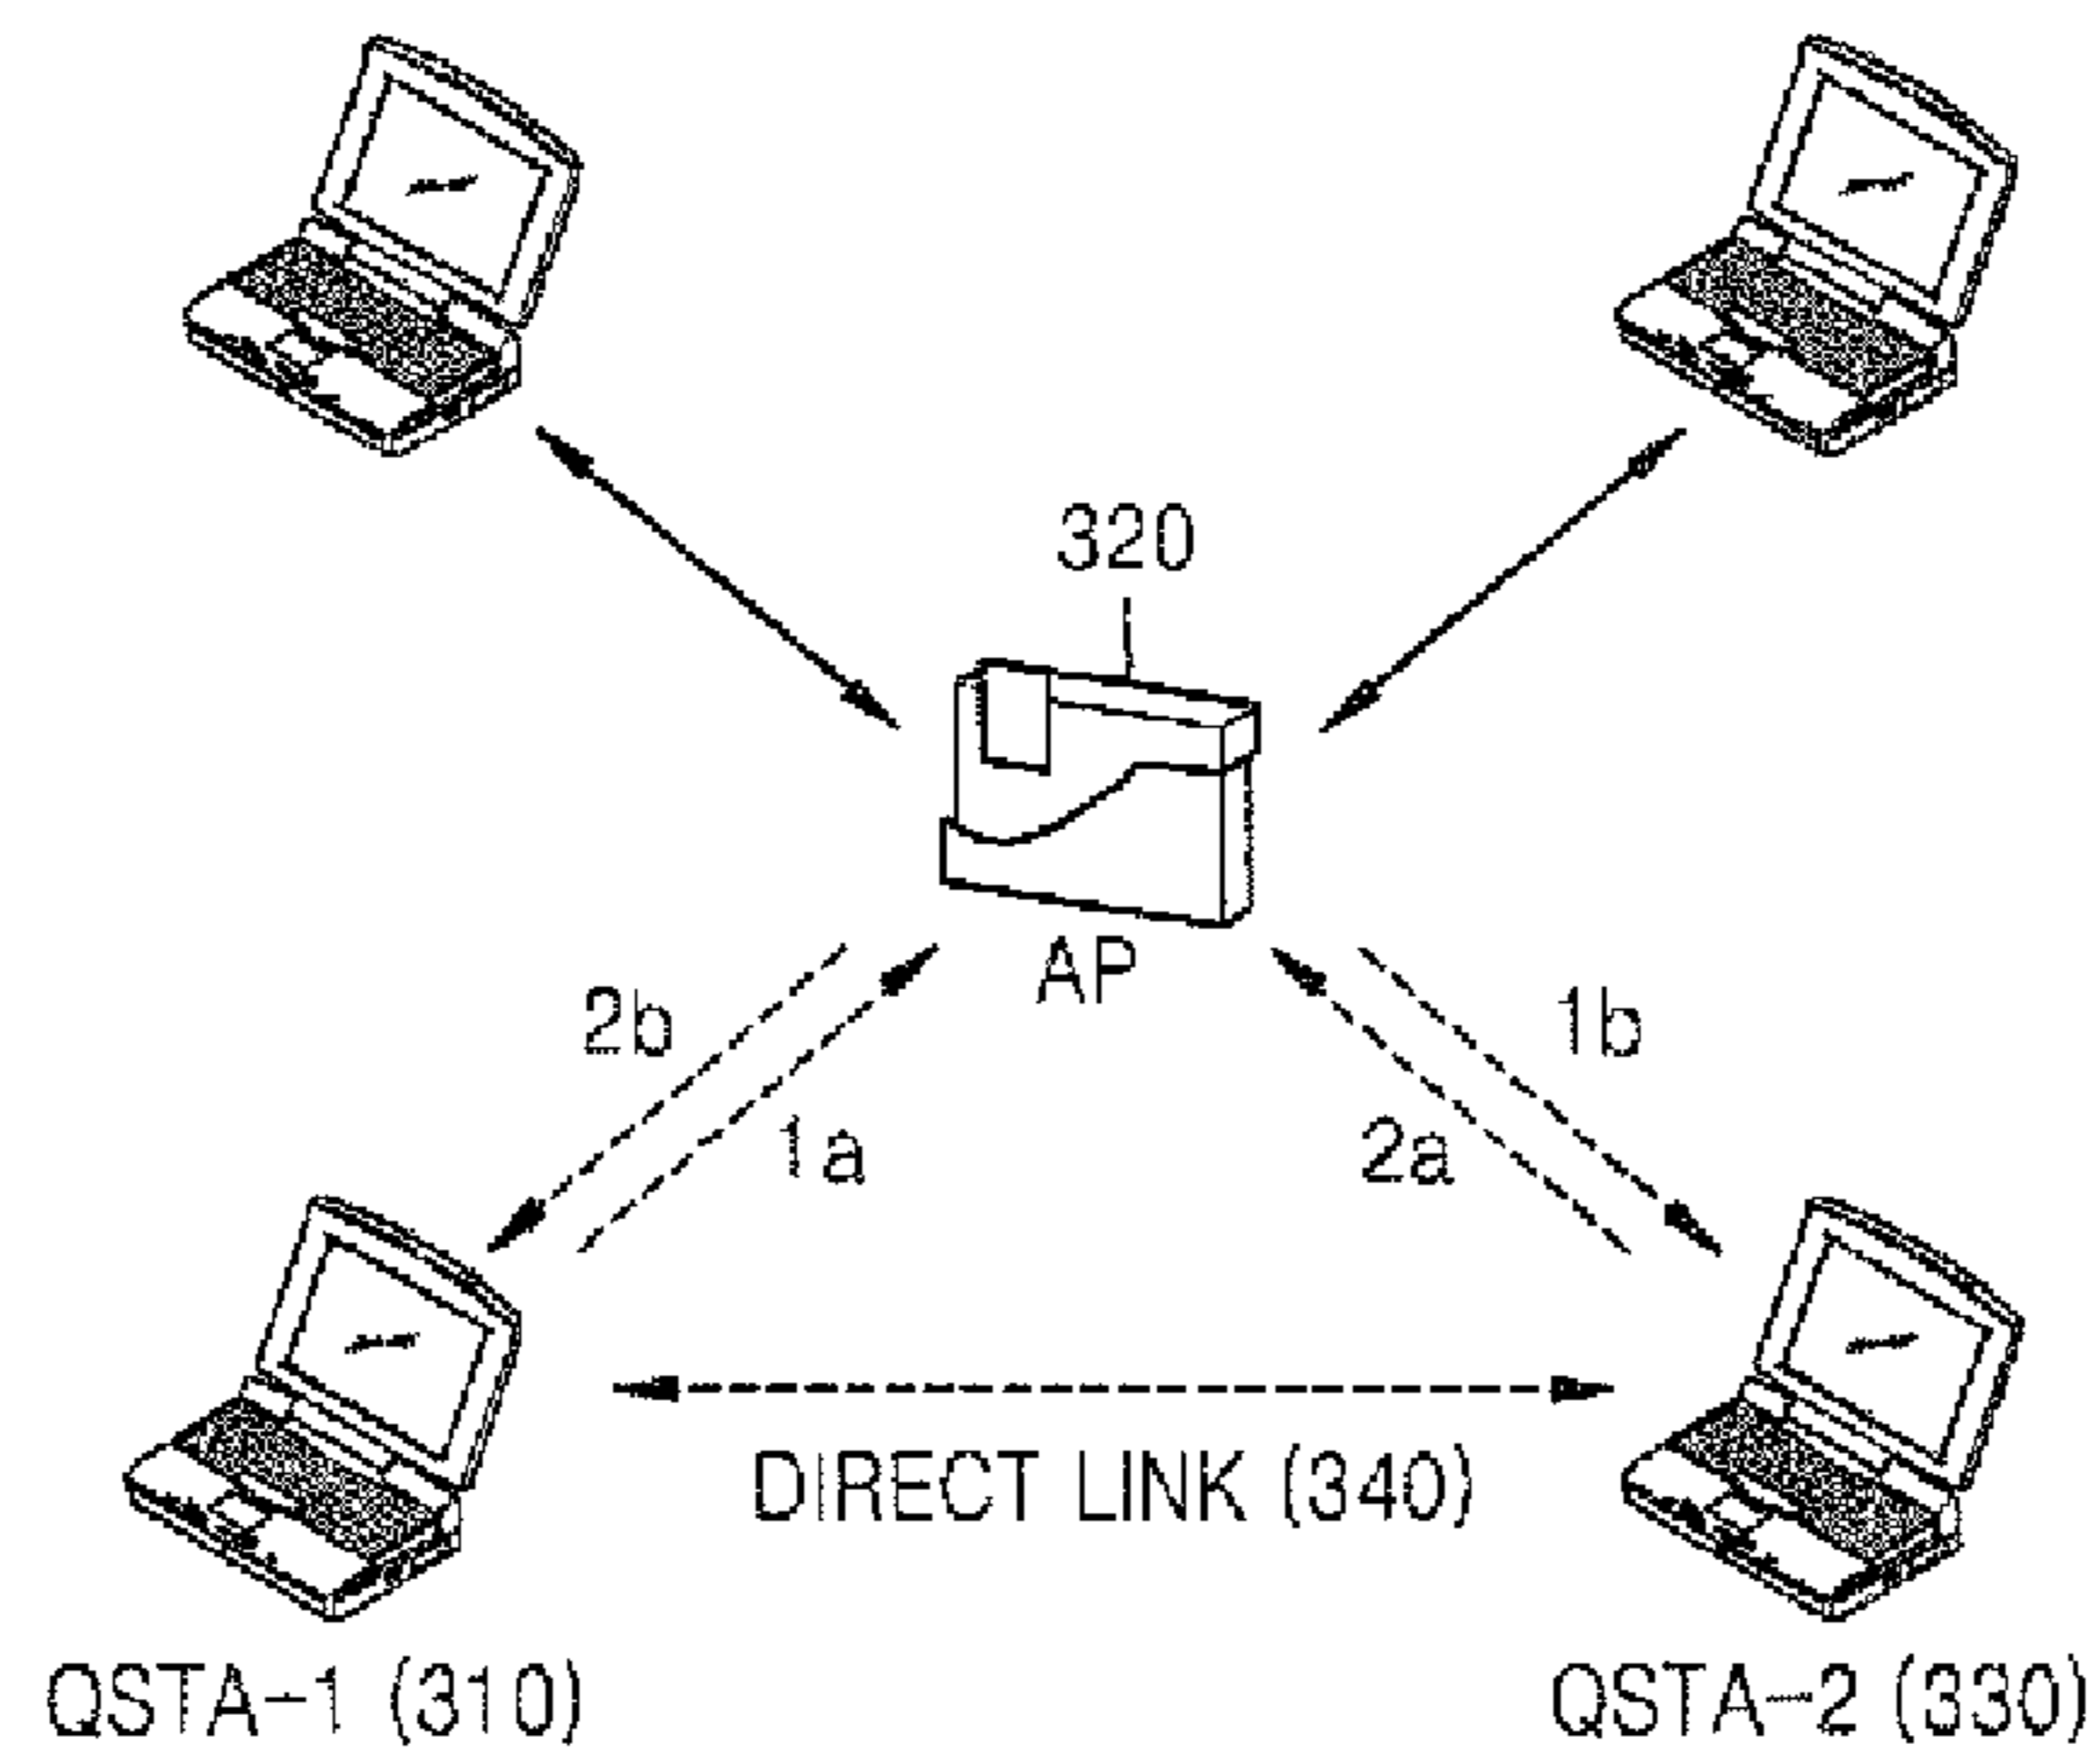 320
AP
2b
1b
1a
2a
DIRECT LINK (340)
QSTA-1 (310)
QSTA-2 (330)